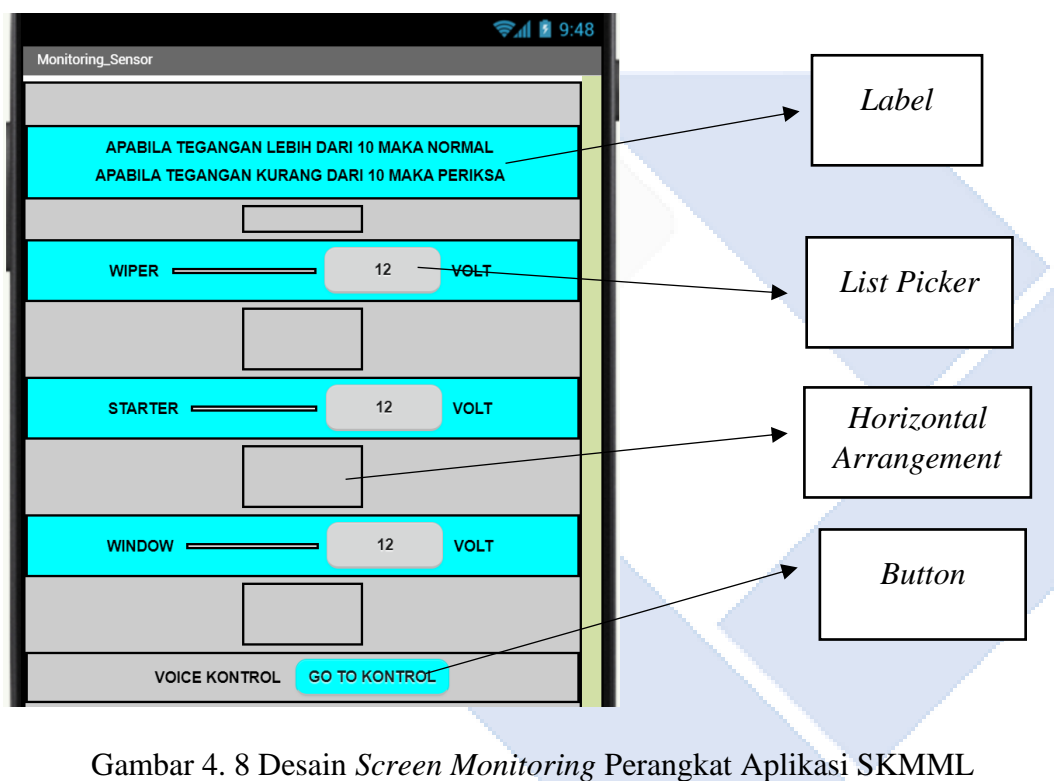 9:48
Monitoring_Sensor
APABILA TEGANGAN LEBIH DARI 10 MAKA NORMAL
APABILA TEGANGAN KURANG DARI 10 MAKA PERIKSA
WIPER 12 VOLT
STARTER 12 VOLT
WINDOW 12 VOLT
VOICE KONTROL GO TO KONTROL
Label
List Picker
Horizontal
Arrangement
Button
Gambar 4. 8 Desain Screen Monitoring Perangkat Aplikasi SKMML